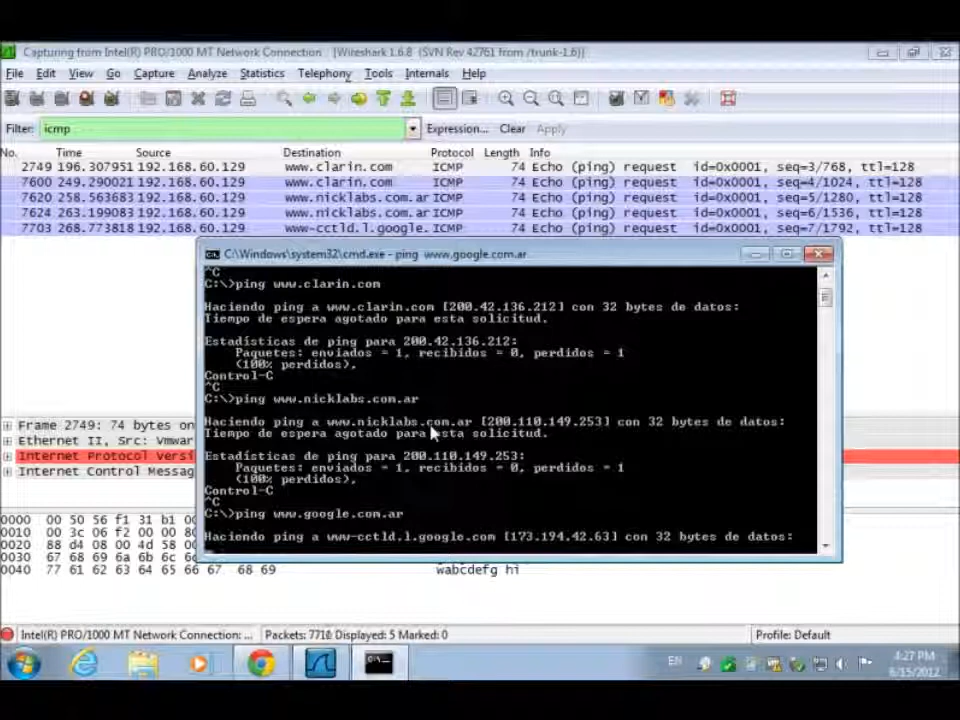 Capturing from Intel(R) PRO/1000 MT Network Connection [Wireshark 1.6.8 (SVN Rev 42761 from /trunk-1.6)]
File Edit View Go Capture Analyze Statistics Telephony Tools Internals Help
Filter: icmp Expression... Clear Apply
No. Time Source Destination Protocol Length Info
2749 196.307951 192.168.60.129 www.clarin.com ICMP 74 Echo (ping) request id=0x0001, seq=3/768, ttl=128
7600 249.290021 192.168.60.129 www.clarin.com ICMP 74 Echo (ping) request id=0x0001, seq=4/1024, ttl=128
7620 258.563683 192.168.60.129 www.nicklabs.com.ar ICMP 74 Echo (ping) request id=0x0001, seq=5/1280, ttl=128
7624 263.199083 192.168.60.129 www.nicklabs.com.ar ICMP 74 Echo (ping) request id=0x0001, seq=6/1536, ttl=128
7703 268.773818 192.168.60.129 www-cctld.l.google. ICMP 74 Echo (ping) request id=0x0001, seq=7/1792, ttl=128
C:\Windows\system32\cmd.exe - ping www.google.com.ar
^C
C:\>ping www.clarin.com
Haciendo ping a www.clarin.com [200.42.136.212] con 32 bytes de datos:
Tiempo de espera agotado para esta solicitud.
Estadísticas de ping para 200.42.136.212:
Paquetes: enviados = 1, recibidos = 0, perdidos = 1
(100% perdidos),
Control-C
^C
C:\>ping www.nicklabs.com.ar
Haciendo ping a www.nicklabs.com.ar [200.110.149.253] con 32 bytes de datos:
Tiempo de espera agotado para esta solicitud.
Estadísticas de ping para 200.110.149.253:
Paquetes: enviados = 1, recibidos = 0, perdidos = 1
(100% perdidos),
Control-C
^C
C:\>ping www.google.com.ar
Haciendo ping a www-cctld.l.google.com [173.194.42.63] con 32 bytes de datos:
Frame 2749: 74 bytes on
Ethernet II, Src: Vmwar
Internet Protocol Versi
Internet Control Messag
0000 00 50 56 f1 31 b1 00
0010 00 3c 06 f2 00 00 80
0020 88 d4 08 00 4d 58 00
0030 67 68 69 6a 6b 6c
0040 77 61 62 63 64 65 66 67 68 69 wabcdefg hi
Intel(R) PRO/1000 MT Network Connection: ... Packets: 7710 Displayed: 5 Marked: 0 Profile: Default
EN 4:27 PM
6/15/2012